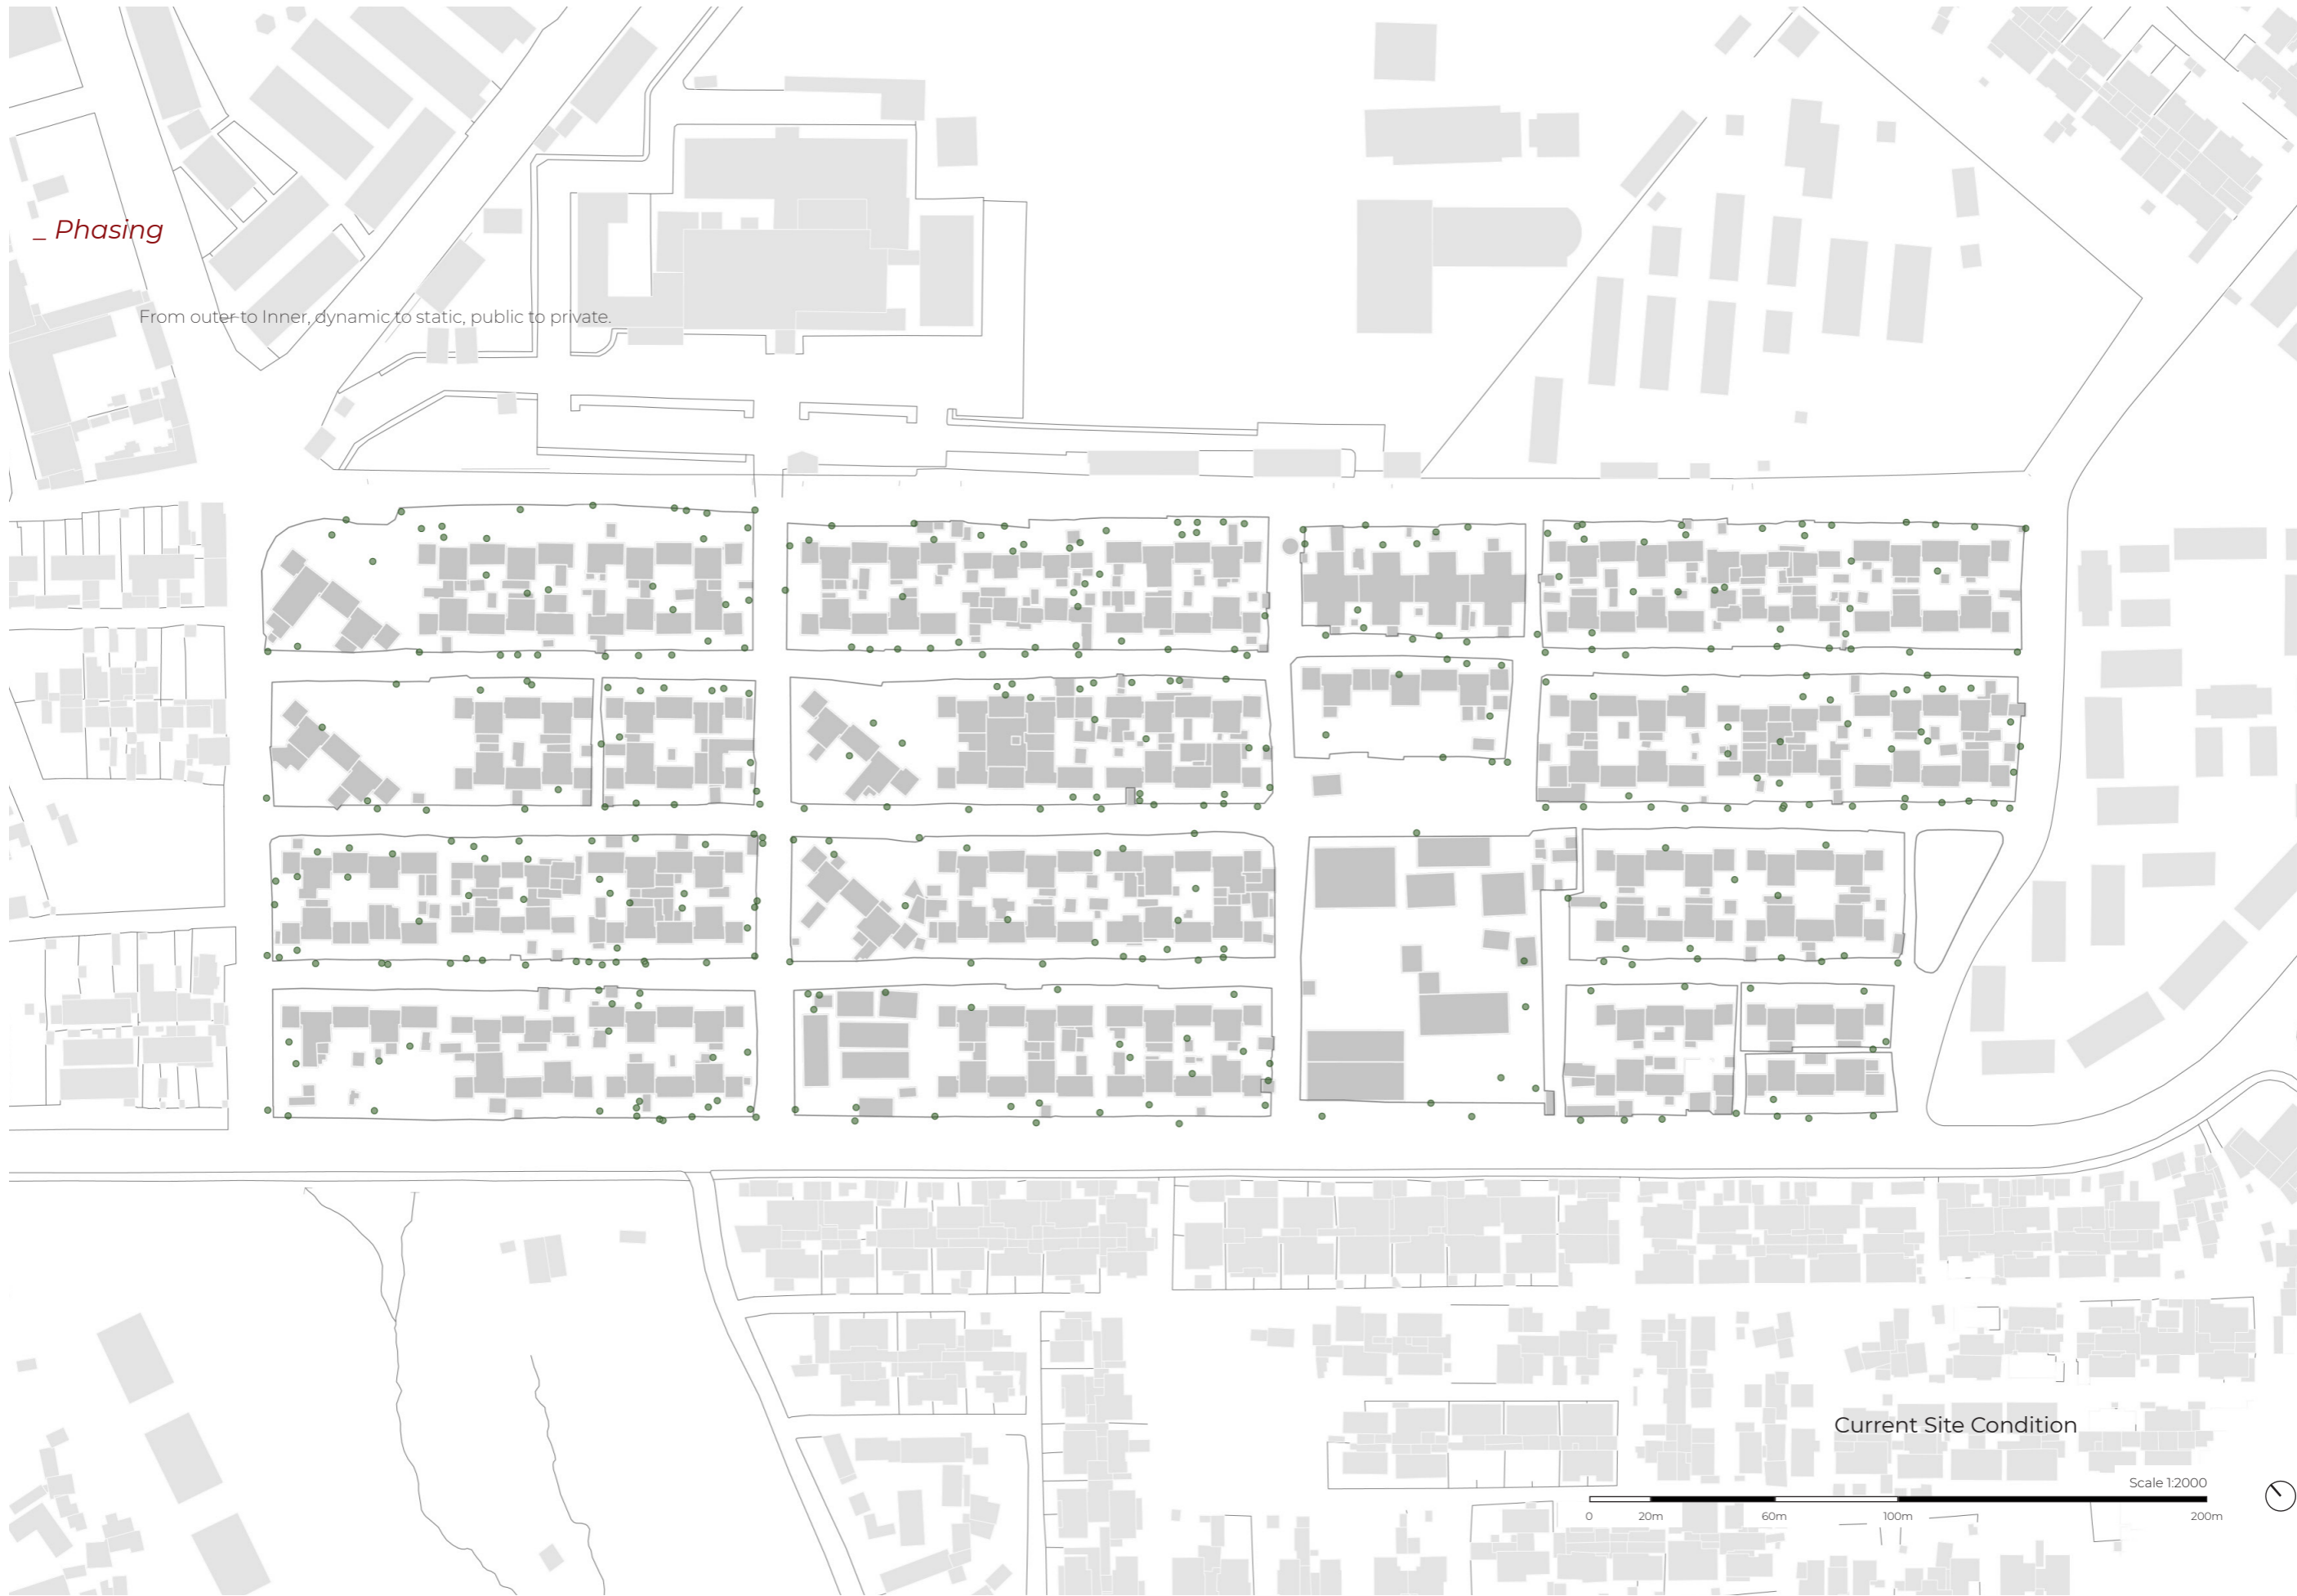 _ Phasing
From outer to Inner, dynamic to static, public to private.
Current Site Condition
Scale 1:2000
0 20m 60m 100m 200m